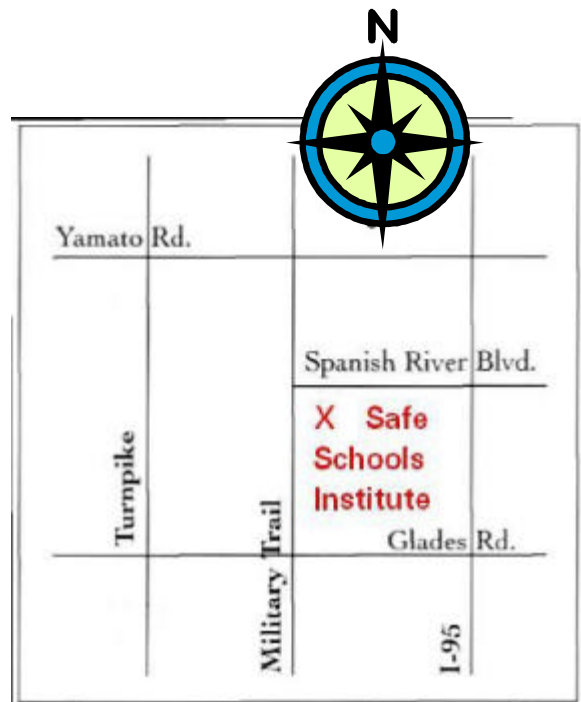 N
Yamato Rd.
Spanish River Blvd.
X Safe
Schools
Institute
Glades Rd.
Turnpike
Military Trail
I-95